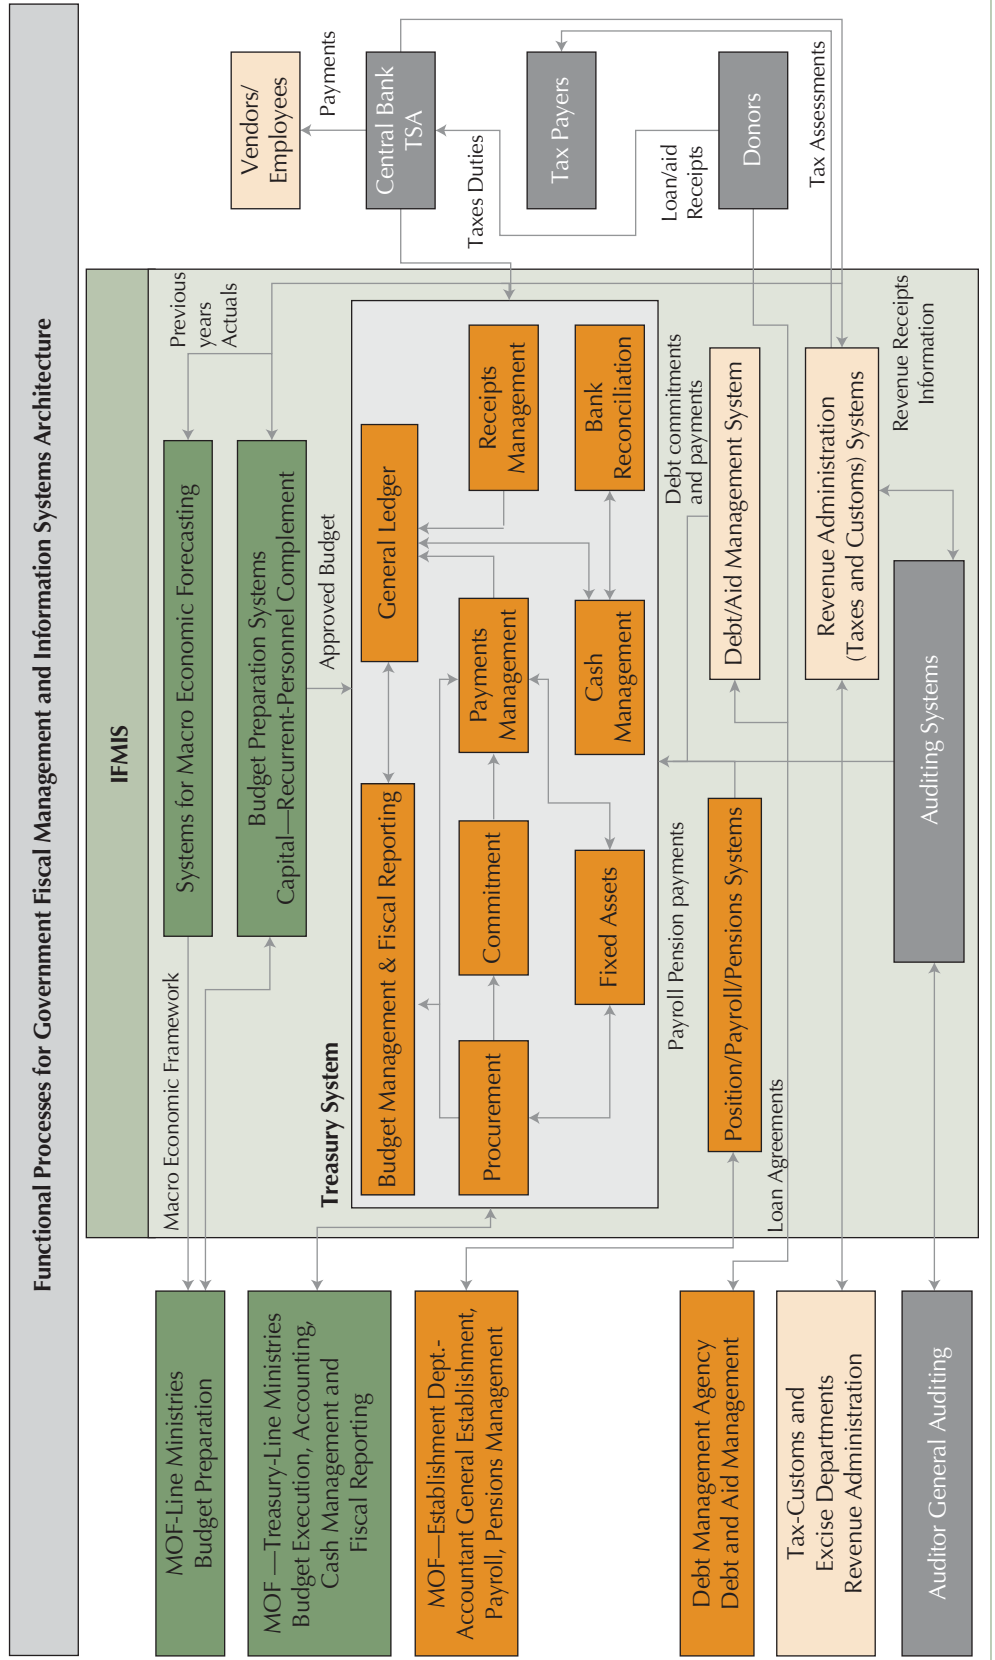 Functional Processes for Government Fiscal Management and Information Systems Architecture
IFMIS
MOF-Line Ministries
Budget Preparation
MOF —Treasury-Line Ministries
Budget Execution, Accounting,
Cash Management and
Fiscal Reporting
MOF—Establishment Dept.-
Accountant General Establishment,
Payroll, Pensions Management
Debt Management Agency
Debt and Aid Management
Tax-Customs and
Excise Departments
Revenue Administration
Auditor General Auditing
Macro Economic Framework
Systems for Macro Economic Forecasting
Previous
years
Actuals
Budget Preparation Systems
Capital—Recurrent-Personnel Complement
Approved Budget
Treasury System
Budget Management & Fiscal Reporting
General Ledger
Procurement
Commitment
Payments
Management
Receipts
Management
Fixed Assets
Cash
Management
Bank
Reconciliation
Payroll Pension payments
Debt commitments
and payments
Position/Payroll/Pensions Systems
Debt/Aid Management System
Loan Agreements
Revenue Administration
(Taxes and Customs) Systems
Revenue Receipts
Information
Auditing Systems
Vendors/
Employees
Payments
Central Bank
TSA
Taxes Duties
Tax Payers
Loan/aid
Receipts
Donors
Tax Assessments